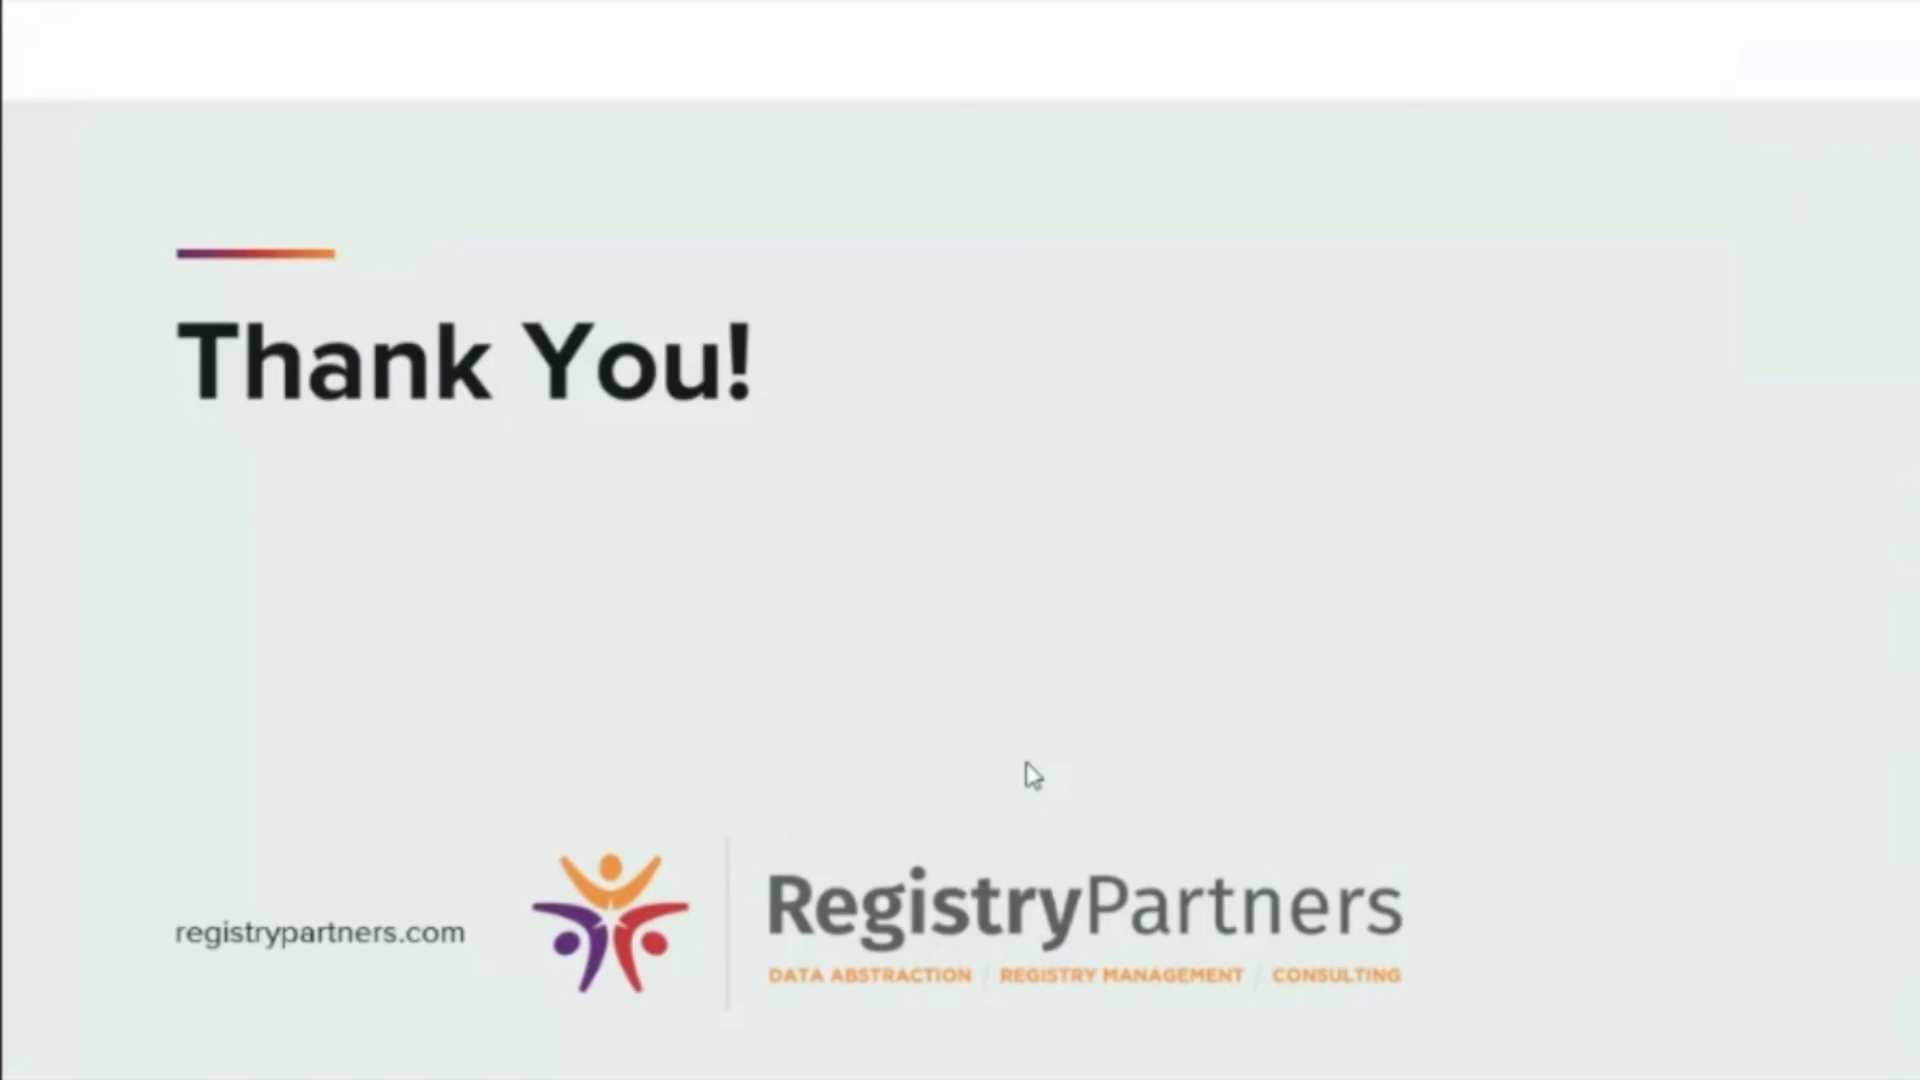 Thank You!
registrypartners.com
RegistryPartners
DATA ABSTRACTION / REGISTRY MANAGEMENT / CONSULTING